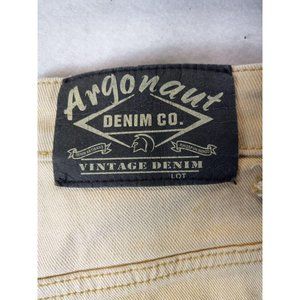 Argonaut
DENIM CO.
VINTAGE DENIM
LOT